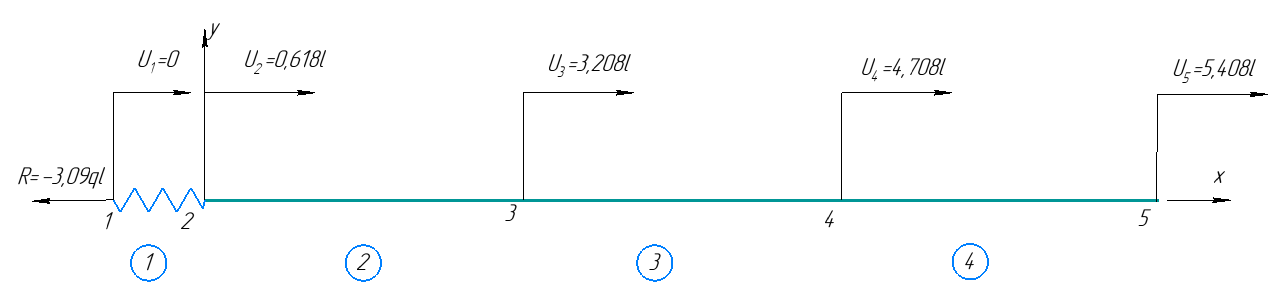 y
U₁=0
U₂=0,618l
U₃=3,208l
U₄=4,708l
U₅=5,408l
R=-3,09ql
x
1
2
3
4
5
1
2
3
4